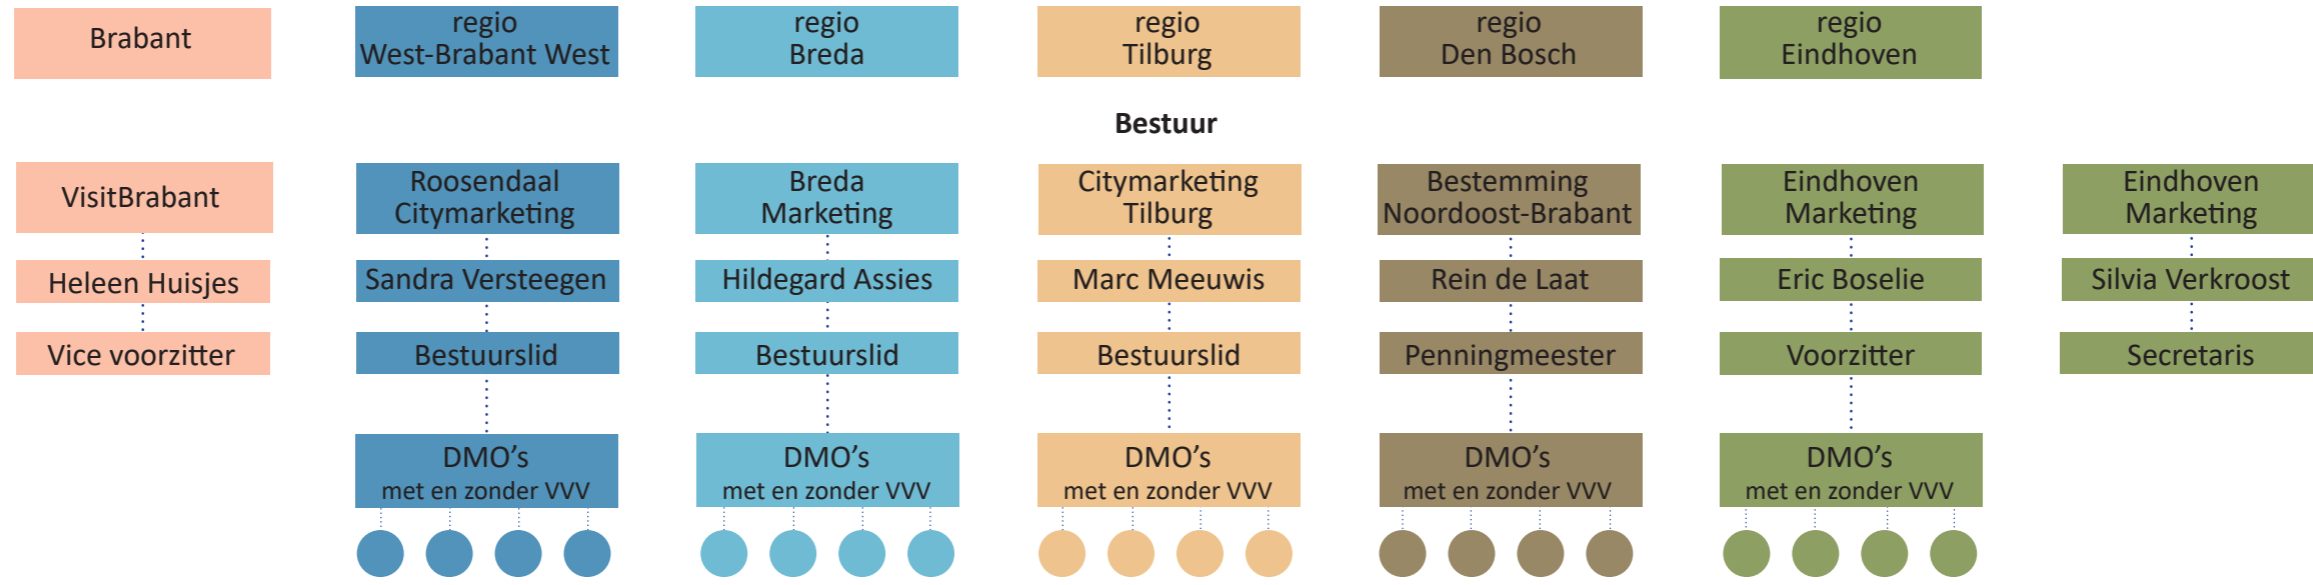 Brabant
regio
West-Brabant West
regio
Breda
regio
Tilburg
regio
Den Bosch
regio
Eindhoven
Bestuur
VisitBrabant
Roosendaal
Citymarketing
Breda
Marketing
Citymarketing
Tilburg
Bestemming
Noordoost-Brabant
Eindhoven
Marketing
Eindhoven
Marketing
Heleen Huisjes
Sandra Versteegen
Hildegard Assies
Marc Meeuwis
Rein de Laat
Eric Boselie
Silvia Verkroost
Vice voorzitter
Bestuurslid
Bestuurslid
Bestuurslid
Penningmeester
Voorzitter
Secretaris
DMO’s
met en zonder VVV
DMO’s
met en zonder VVV
DMO’s
met en zonder VVV
DMO’s
met en zonder VVV
DMO’s
met en zonder VVV